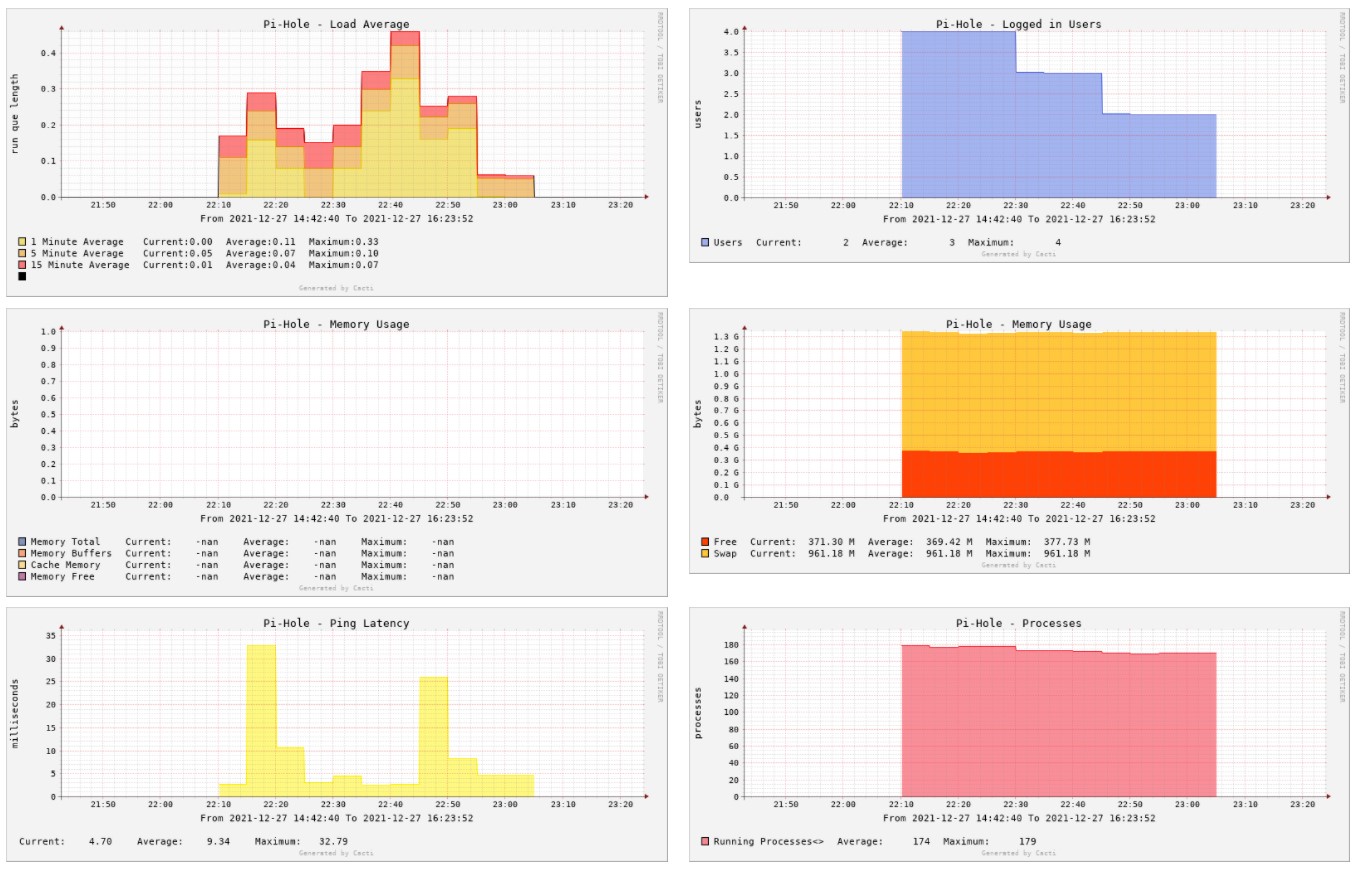 Pi-Hole - Load Average
RRDTOOL / TOBI OETIKER
run que length
0.4
0.3
0.2
0.1
0.0
21:50 22:00 22:10 22:20 22:30 22:40 22:50 23:00 23:10 23:20
From 2021-12-27 14:42:40 To 2021-12-27 16:23:52
1 Minute Average Current:0.00 Average:0.11 Maximum:0.33
5 Minute Average Current:0.05 Average:0.07 Maximum:0.10
15 Minute Average Current:0.01 Average:0.04 Maximum:0.07
Generated by Cacti
Pi-Hole - Logged in Users
RRDTOOL / TOBI OETIKER
users
4.0
3.5
3.0
2.5
2.0
1.5
1.0
0.5
0.0
21:50 22:00 22:10 22:20 22:30 22:40 22:50 23:00 23:10 23:20
From 2021-12-27 14:42:40 To 2021-12-27 16:23:52
Users Current: 2 Average: 3 Maximum: 4
Generated by Cacti
Pi-Hole - Memory Usage
RRDTOOL / TOBI OETIKER
bytes
1.0
0.9
0.8
0.7
0.6
0.5
0.4
0.3
0.2
0.1
0.0
21:50 22:00 22:10 22:20 22:30 22:40 22:50 23:00 23:10 23:20
From 2021-12-27 14:42:40 To 2021-12-27 16:23:52
Memory Total Current: -nan Average: -nan Maximum: -nan
Memory Buffers Current: -nan Average: -nan Maximum: -nan
Cache Memory Current: -nan Average: -nan Maximum: -nan
Memory Free Current: -nan Average: -nan Maximum: -nan
Generated by Cacti
Pi-Hole - Memory Usage
RRDTOOL / TOBI OETIKER
bytes
1.3 G
1.2 G
1.1 G
1.0 G
0.9 G
0.8 G
0.7 G
0.6 G
0.5 G
0.4 G
0.3 G
0.2 G
0.1 G
0.0
21:50 22:00 22:10 22:20 22:30 22:40 22:50 23:00 23:10 23:20
From 2021-12-27 14:42:40 To 2021-12-27 16:23:52
Free Current: 371.30 M Average: 369.42 M Maximum: 377.73 M
Swap Current: 961.18 M Average: 961.18 M Maximum: 961.18 M
Generated by Cacti
Pi-Hole - Ping Latency
RRDTOOL / TOBI OETIKER
milliseconds
35
30
25
20
15
10
5
0
21:50 22:00 22:10 22:20 22:30 22:40 22:50 23:00 23:10 23:20
From 2021-12-27 14:42:40 To 2021-12-27 16:23:52
Current: 4.70 Average: 9.34 Maximum: 32.79
Generated by Cacti
Pi-Hole - Processes
RRDTOOL / TOBI OETIKER
processes
180
160
140
120
100
80
60
40
20
0
21:50 22:00 22:10 22:20 22:30 22:40 22:50 23:00 23:10 23:20
From 2021-12-27 14:42:40 To 2021-12-27 16:23:52
Running Processes<> Average: 174 Maximum: 179
Generated by Cacti